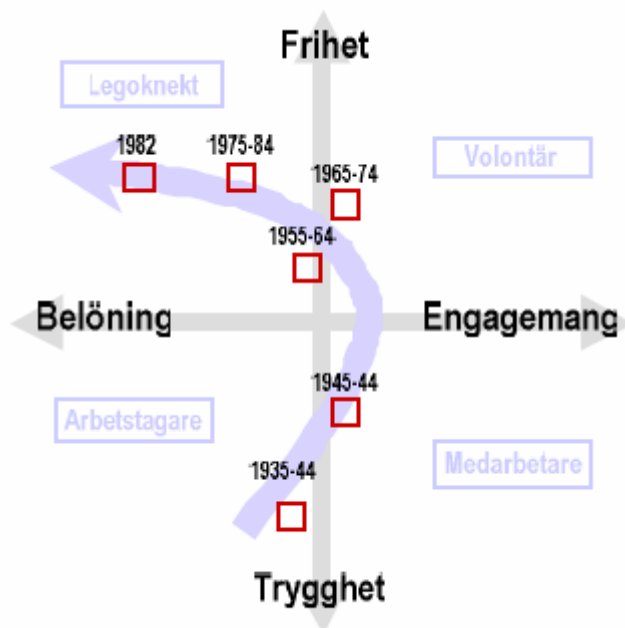 Frihet
Legoknekt
1982
1975-84
Volontär
1965-74
1955-64
Belöning
Engagemang
1945-44
Arbetstagare
Medarbetare
1935-44
Trygghet